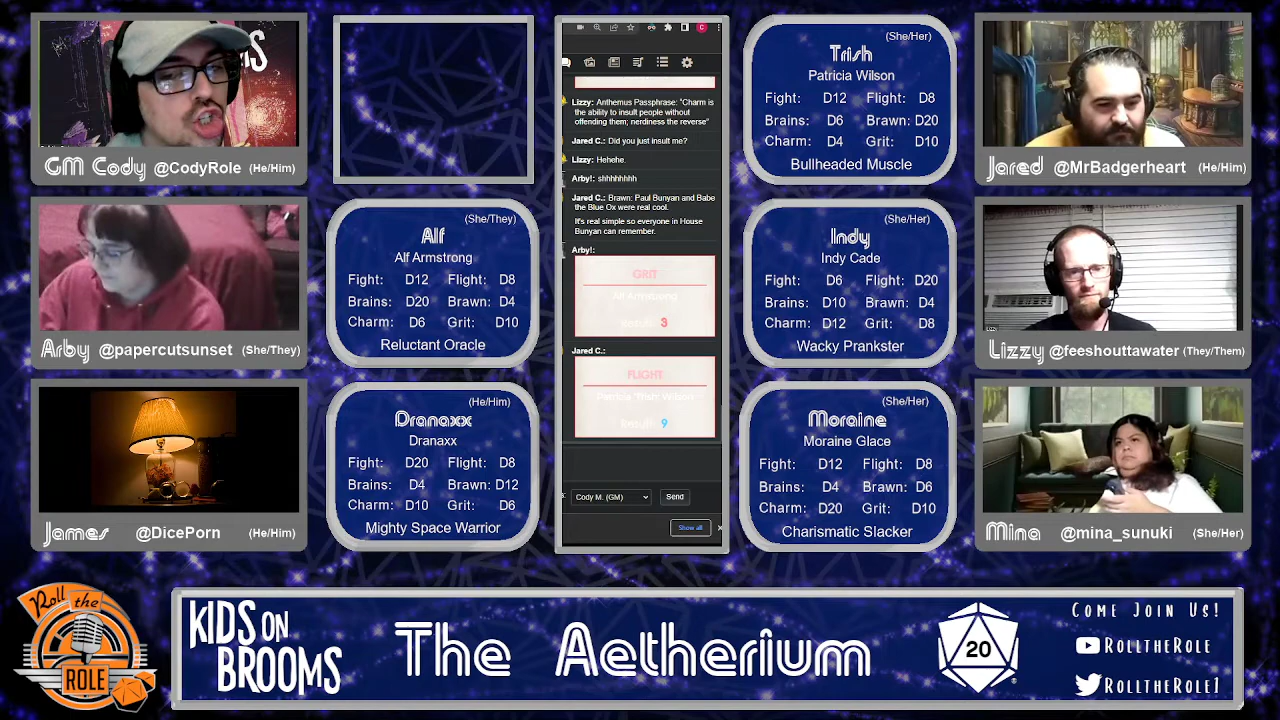 GM Cody @CodyRole (He/Him)
Arby @papercutsunset (She/They)
James @DicePorn (He/Him)
(She/They)
Alf
Alf Armstrong
Fight: D12 Flight: D8
Brains: D20 Brawn: D4
Charm: D6 Grit: D10
Reluctant Oracle
(He/Him)
Dranaxx
Dranaxx
Fight: D20 Flight: D8
Brains: D4 Brawn: D12
Charm: D10 Grit: D6
Mighty Space Warrior
C
Lizzy: Anthemus Passphrase: "Charm is
the ability to insult people without
offending them; nerdiness the reverse"
Jared C.: Did you just insult me?
Lizzy: Hehehe.
Arby!: shhhhhhh
Jared C.: Brawn: Paul Bunyan and Babe
the Blue Ox were real cool.
It's real simple so everyone in House
Bunyan can remember.
Arby!:
GRIT
Alf Armstrong
Result: 3
Jared C.:
FLIGHT
Result: 9
Cody M. (GM) Send
Show all ×
(She/Her)
Trish
Patricia Wilson
Fight: D12 Flight: D8
Brains: D6 Brawn: D20
Charm: D4 Grit: D10
Bullheaded Muscle
(She/Her)
Indy
Indy Cade
Fight: D6 Flight: D20
Brains: D10 Brawn: D4
Charm: D12 Grit: D8
Wacky Prankster
(She/Her)
Moraine
Moraine Glace
Fight: D12 Flight: D8
Brains: D4 Brawn: D6
Charm: D20 Grit: D10
Charismatic Slacker
Jared @MrBadgerheart (He/Him)
Lizzy
Lizzy @feeshouttawater (They/Them)
Mina @mina_sunuki (She/Her)
Roll the
ROLE
KIDS ON
BROOMS
The Aetherium
20
Come Join Us!
RolltheRole
RolltheRole1